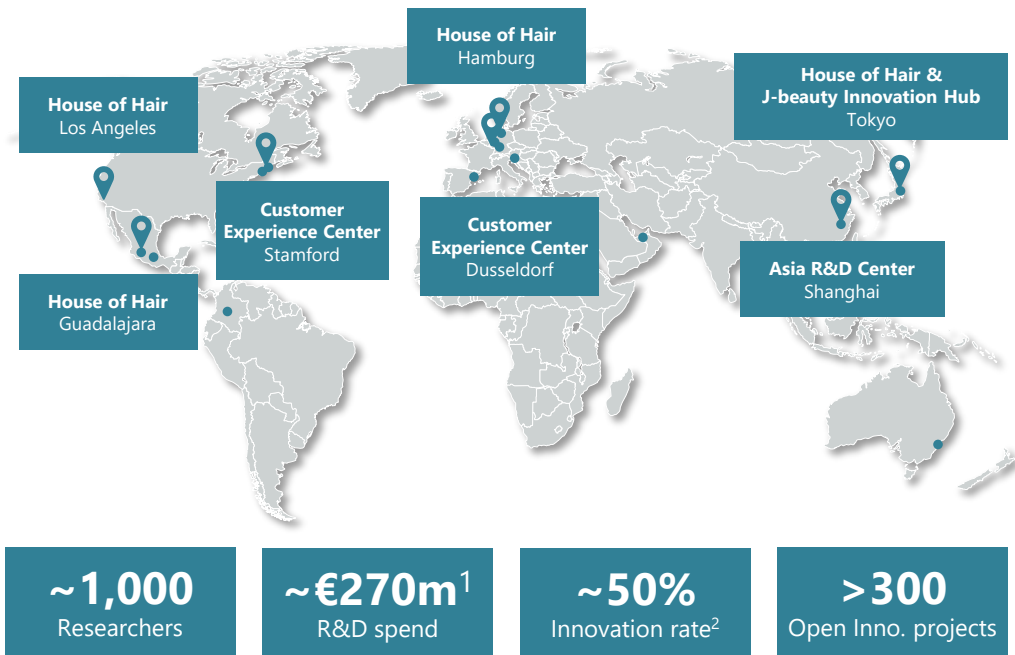 House of Hair
Hamburg
House of Hair
Los Angeles
House of Hair &
J-beauty Innovation Hub
Tokyo
Customer
Experience Center
Stamford
Customer
Experience Center
Dusseldorf
Asia R&D Center
Shanghai
House of Hair
Guadalajara
~1,000
Researchers
~€270m¹
R&D spend
~50%
Innovation rate²
>300
Open Inno. projects